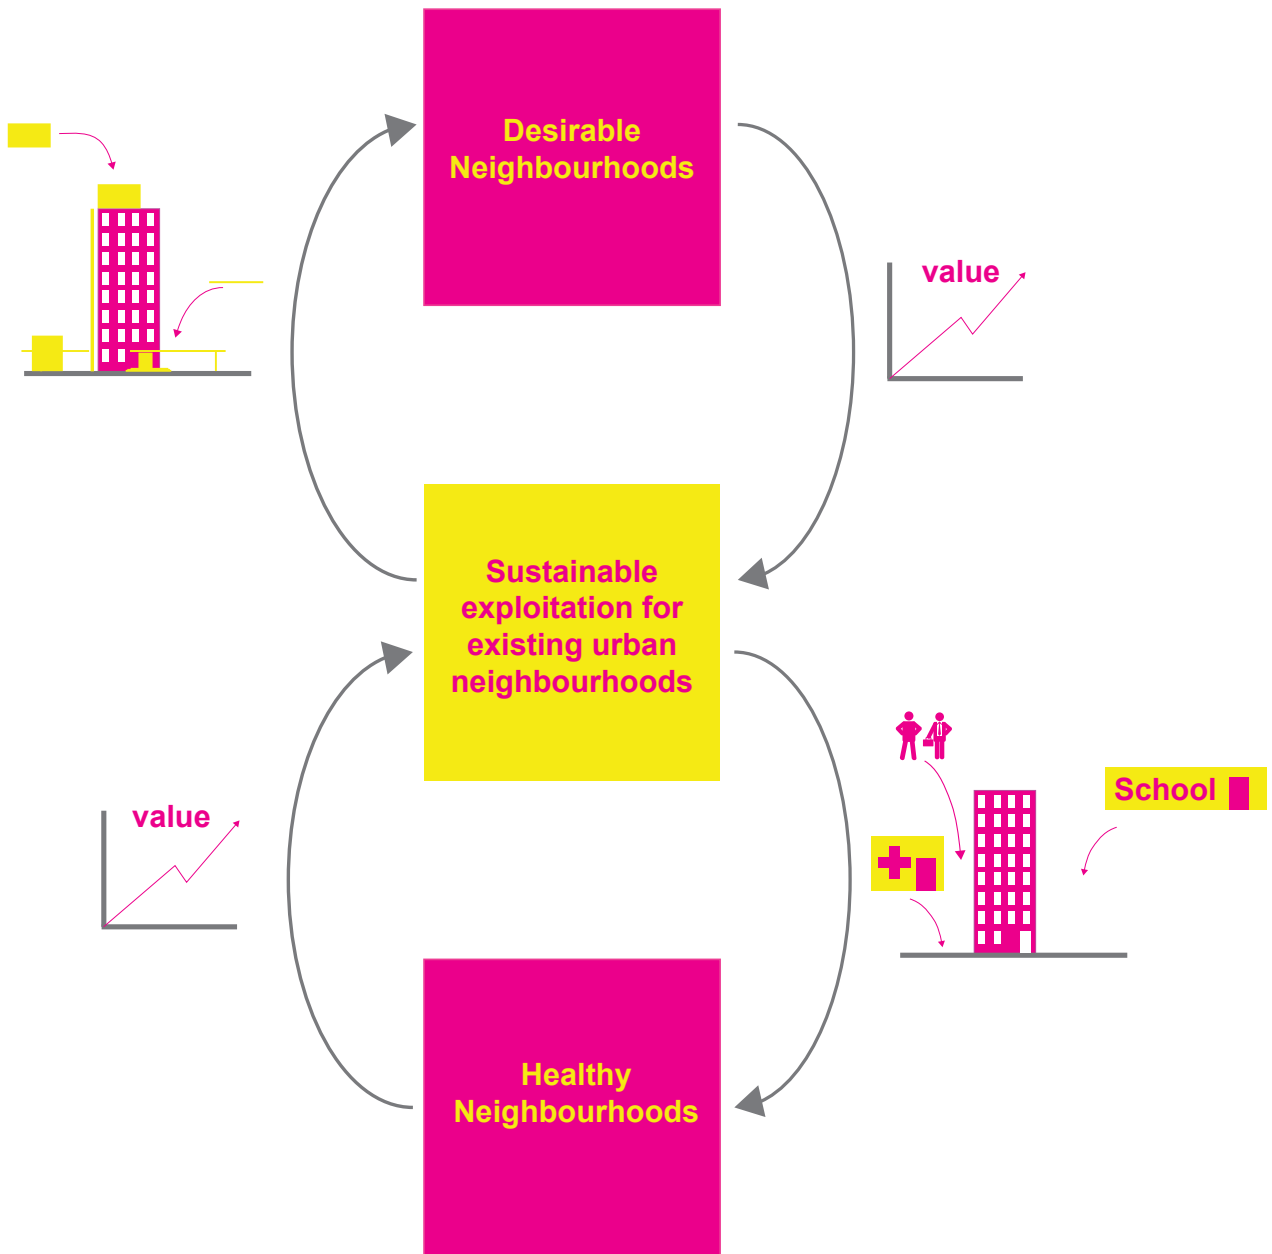 Desirable
Neighbourhoods
value
Sustainable
exploitation for
existing urban
neighbourhoods
School
value
Healthy
Neighbourhoods